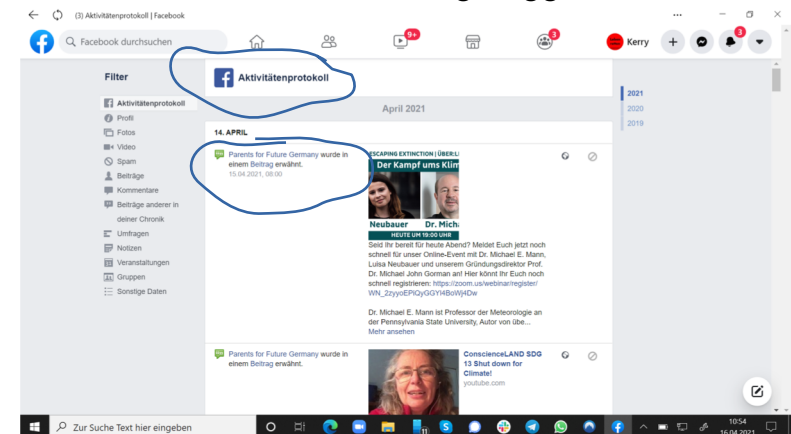 (3) Aktivitätenprotokoll | Facebook
Facebook durchsuchen
9+
3
Kerry
3
Filter
Aktivitätenprotokoll
Profil
Fotos
Video
Spam
Beiträge
Kommentare
Beiträge anderer in
deiner Chronik
Umfragen
Notizen
Veranstaltungen
Gruppen
Sonstige Daten
Aktivitätenprotokoll
April 2021
14. APRIL
Parents for Future Germany wurde in
einem Beitrag erwähnt.
15.04.2021, 08:00
ESCAPING EXTINCTION | ÜBER:L
Der Kampf ums Klim
Neubauer Dr. Micha
HEUTE UM 19:00 UHR
Seid Ihr bereit für heute Abend? Meldet Euch jetzt noch
schnell für unser Online-Event mit Dr. Michael E. Mann,
Luisa Neubauer und unserem Gründungsdirektor Prof.
Dr. Michael John Gorman an! Hier könnt Ihr Euch noch
schnell registrieren: https://zoom.us/webinar/register/
WN_2zyyoEPiQyGGYI4BoWj4Dw
Dr. Michael E. Mann ist Professor der Meteorologie an
der Pennsylvania State University, Autor von übe...
Mehr ansehen
Parents for Future Germany wurde in
einem Beitrag erwähnt.
ConscienceLAND SDG
13 Shut down for
Climate!
youtube.com
2021
2020
2019
Zur Suche Text hier eingeben
11
10:54
16.04.2021